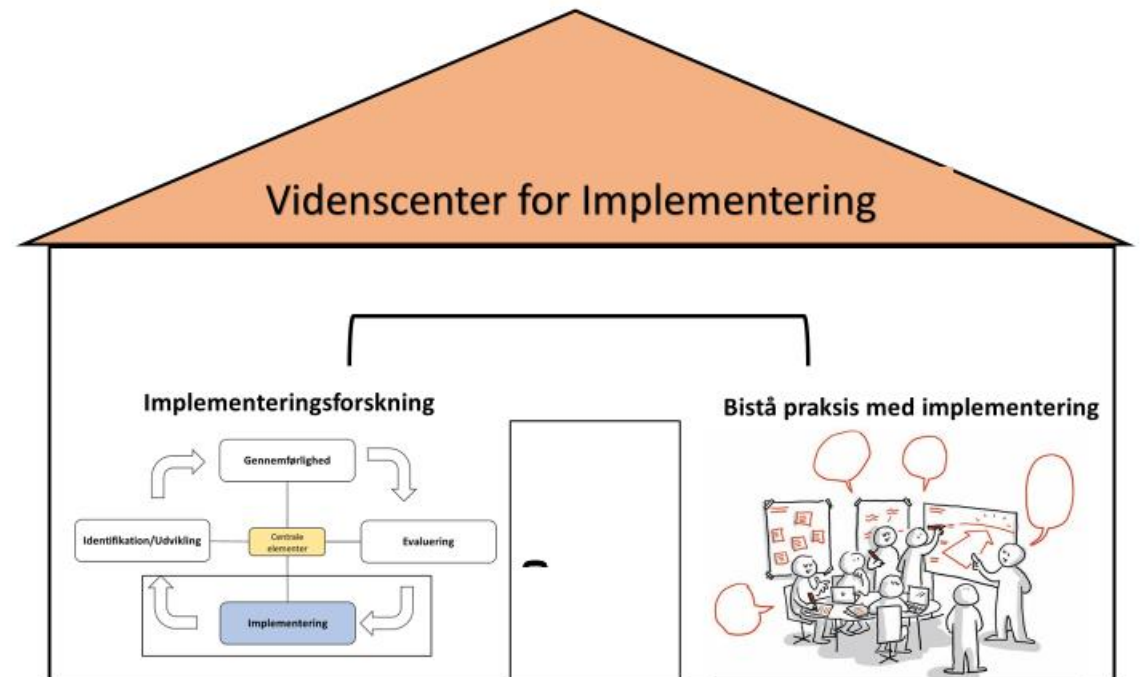 Videnscenter for Implementering
Implementeringsforskning
Bistå praksis med implementering
Gennemførlighed
Identifikation/Udvikling
Centrale
elementer
Evaluering
Implementering